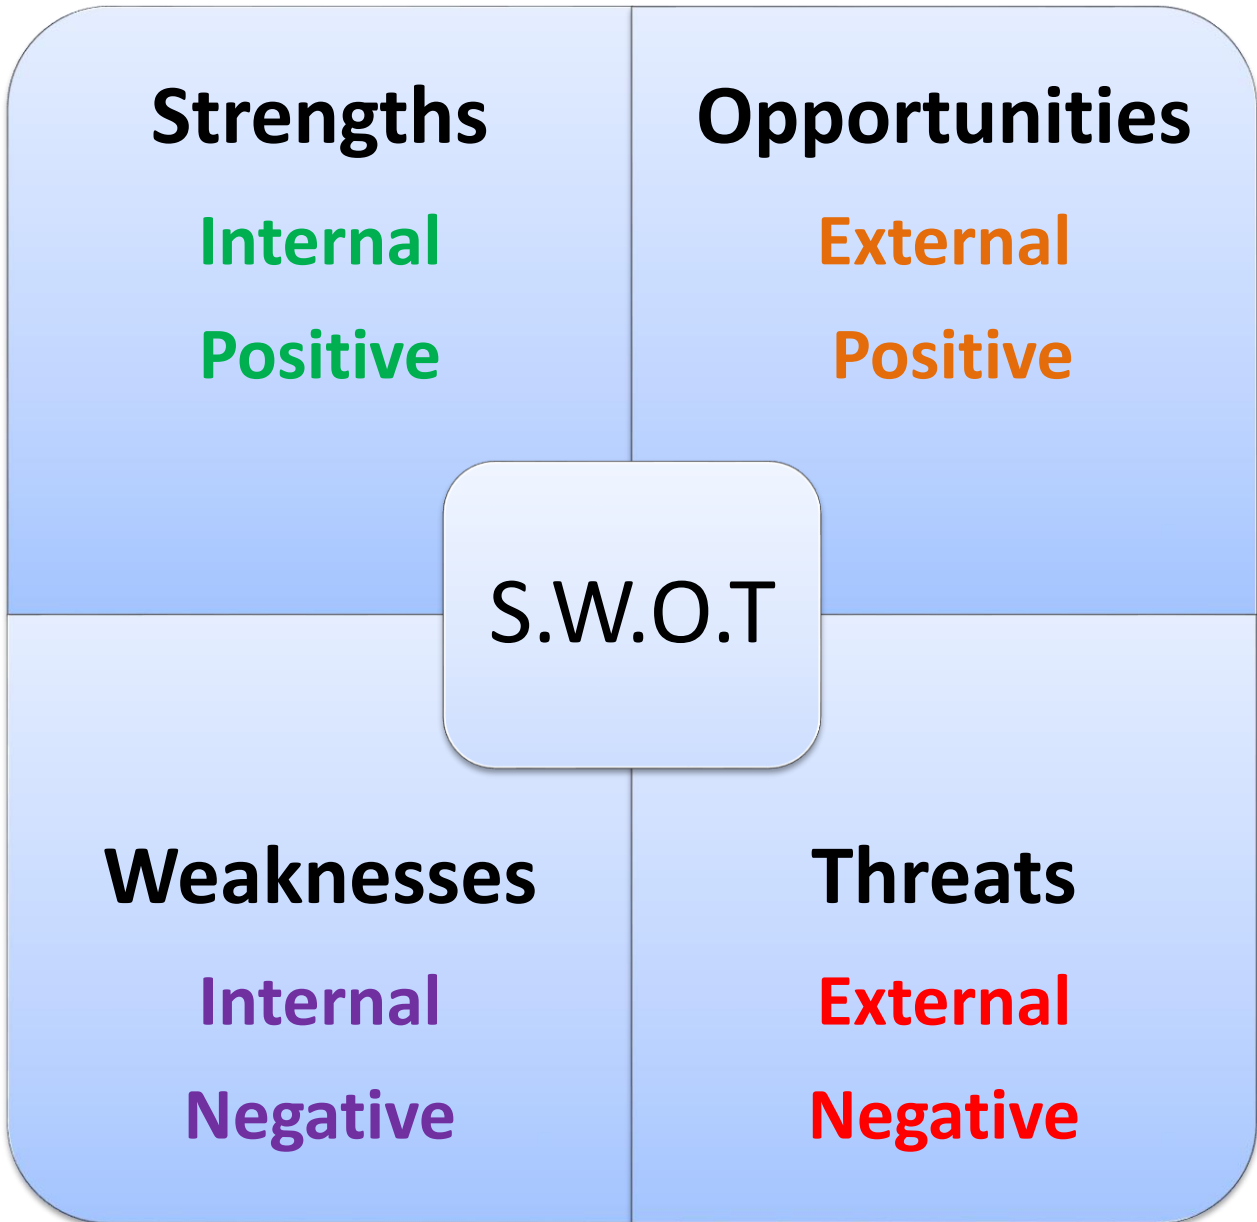 Strengths
Internal
Positive
Opportunities
External
Positive
S.W.O.T
Weaknesses
Internal
Negative
Threats
External
Negative